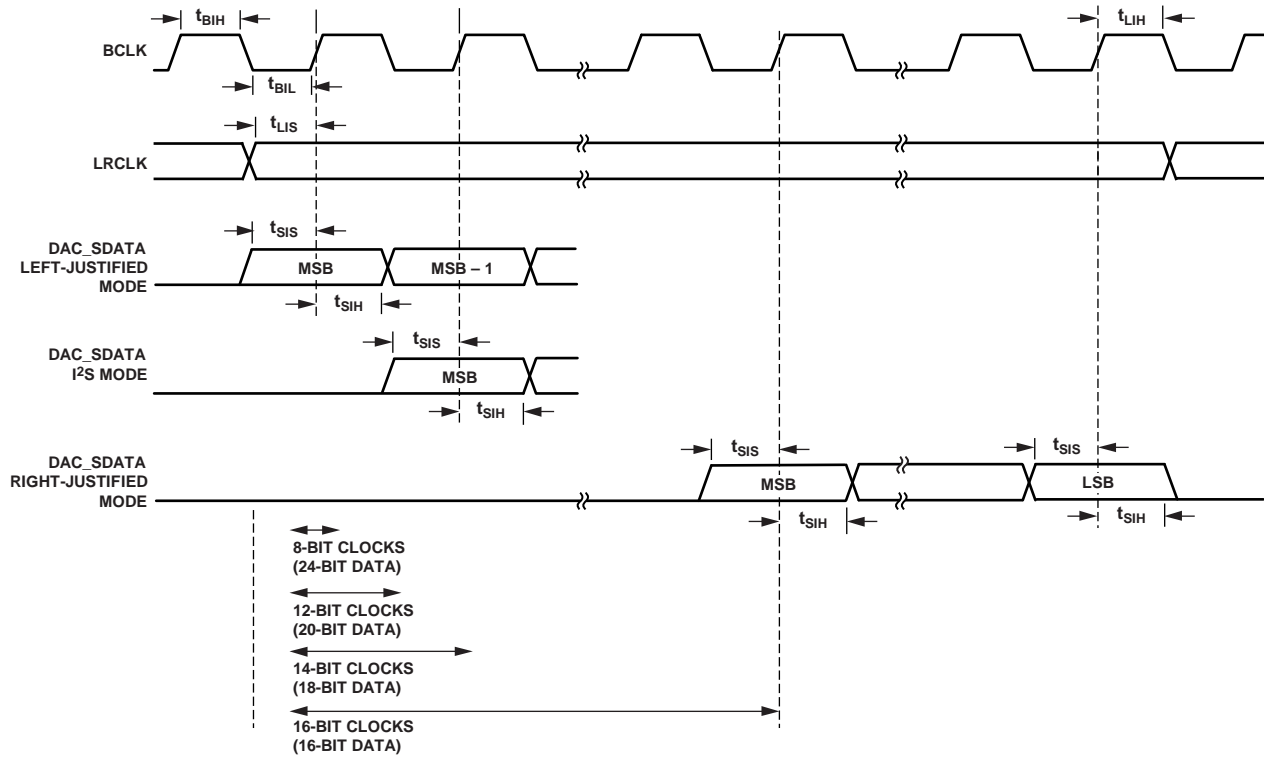 tBIH
tLIH
BCLK
tBIL
tLIS
LRCLK
tSIS
DAC_SDATA
LEFT-JUSTIFIED
MODE
MSB
MSB – 1
tSIH
tSIS
DAC_SDATA
I2S MODE
MSB
tSIH
tSIS
tSIS
DAC_SDATA
RIGHT-JUSTIFIED
MODE
MSB
LSB
tSIH
tSIH
8-BIT CLOCKS
(24-BIT DATA)
12-BIT CLOCKS
(20-BIT DATA)
14-BIT CLOCKS
(18-BIT DATA)
16-BIT CLOCKS
(16-BIT DATA)